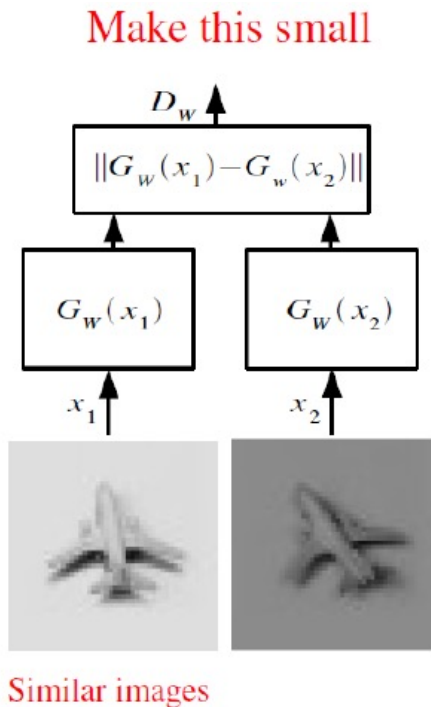 Make this small
D_W
||G_W(x_1)-G_w(x_2)||
G_W(x_1) G_W(x_2)
x_1 x_2
Similar images